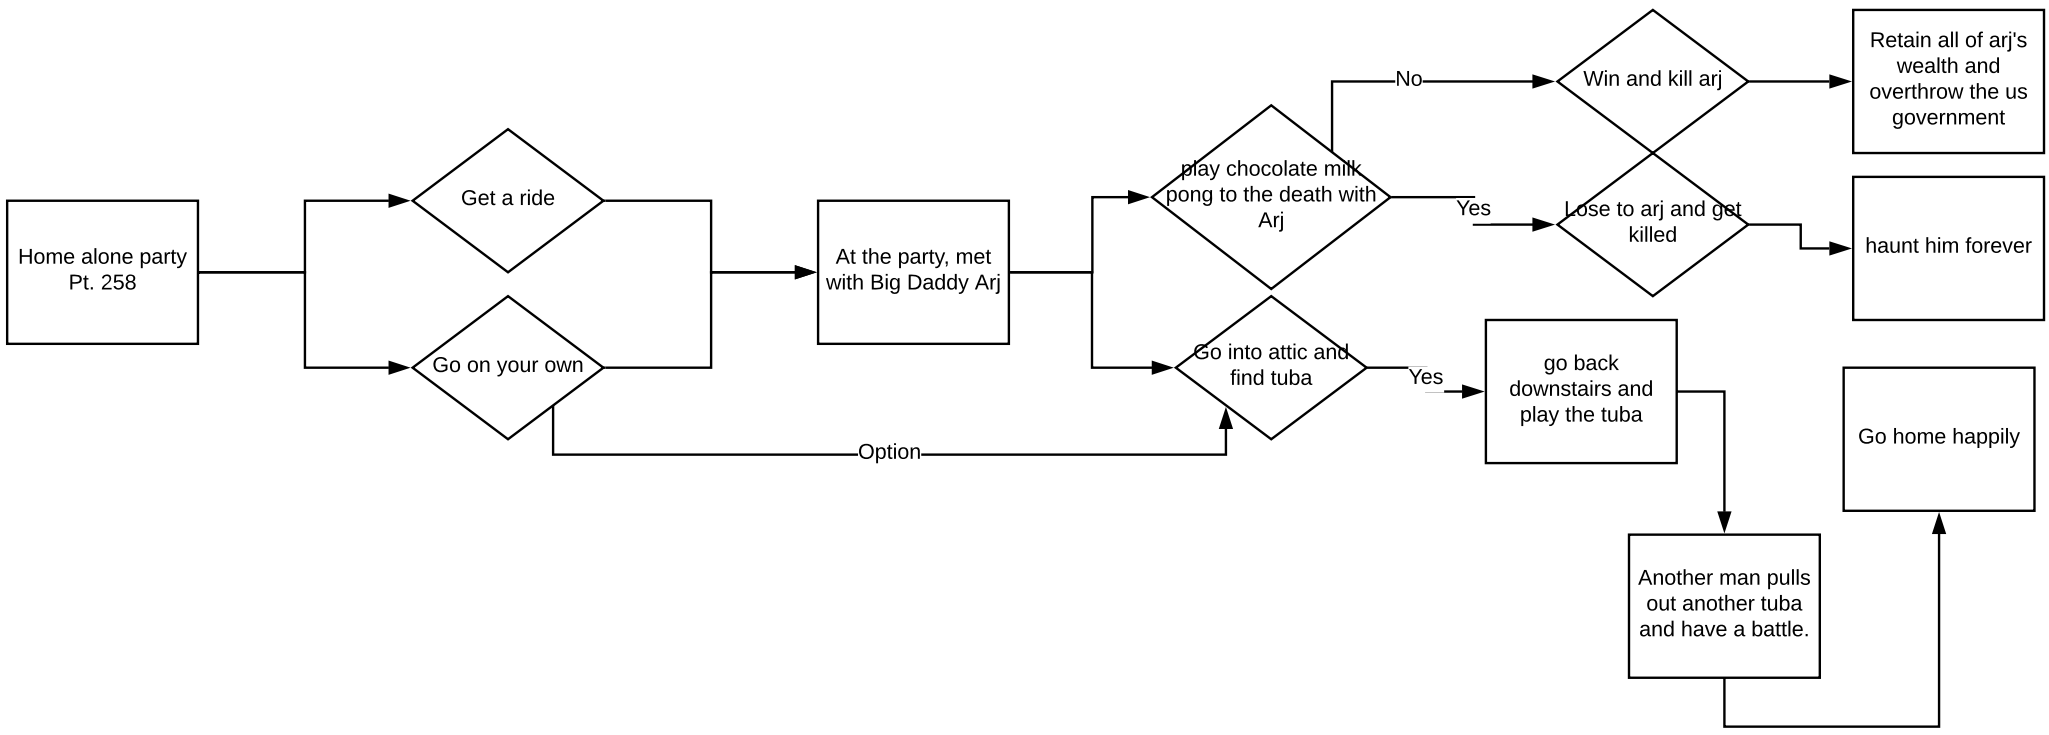 Home alone party
Pt. 258
Get a ride
Go on your own
Option
At the party, met
with Big Daddy Arj
play chocolate milk
pong to the death with
Arj
Go into attic and
find tuba
No
Yes
Yes
Win and kill arj
Lose to arj and get
killed
Retain all of arj's
wealth and
overthrow the us
government
haunt him forever
go back
downstairs and
play the tuba
Another man pulls
out another tuba
and have a battle.
Go home happily